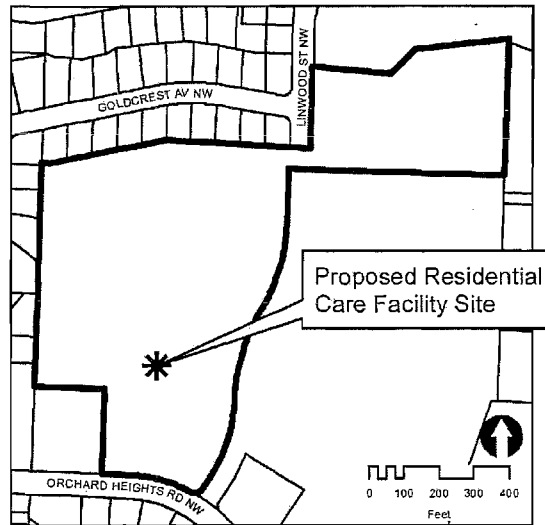 LINWOOD ST NW
GOLDCREST AV NW
Proposed Residential
Care Facility Site
ORCHARD HEIGHTS RD NW
0 100 200 300 400
Feet